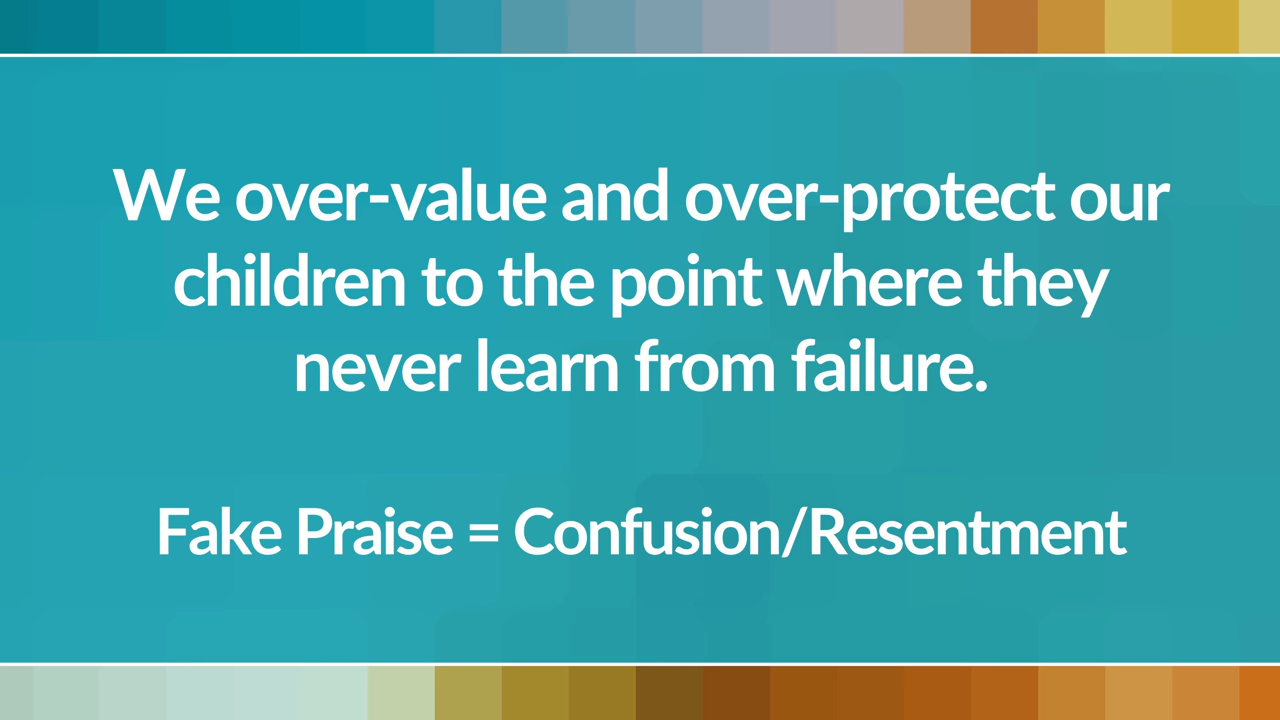 We over-value and over-protect our
children to the point where they
never learn from failure.
Fake Praise = Confusion/Resentment